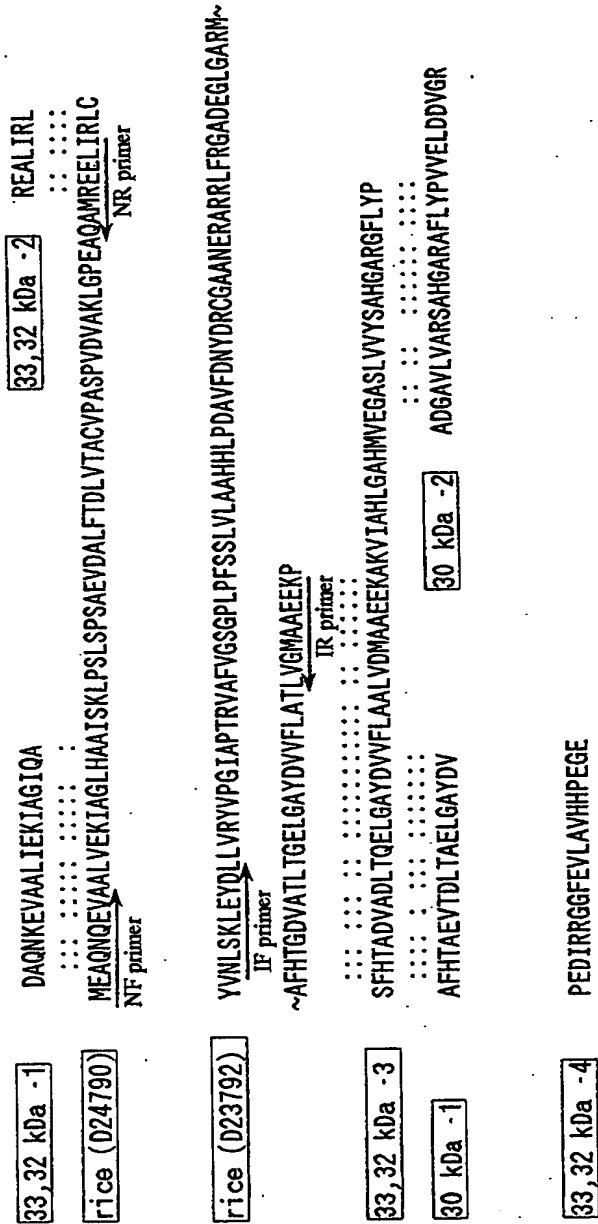 33,32 kDa -1 DAQNKEVAALIEKIAGIQA 33,32 kDa -2 REALIRL
::: ::::: ::::: : :: ::::
rice (D24790) MEAQNQEVAALVEKIAGLHAAISKLPSLSPSAEVDALFTDLVTACVPASPVDVAKLGPEAQAMREELIRLC
NF primer NR primer
rice (D23792) YVNLSKLEYDLLVRYVPGIAPTRVAFVGSGPLPFSSLVLAAHHLPDAVFDNYDRCGAANERARRLFRGADEGLGARM~
IF primer
~AFHTGDVATLTGELGAYDVVFLATLVGMAAEEKP
IR primer
::: ::: :: :::::::::::: :: ::::::
33,32 kDa -3 SFHTADVADLTQELGAYDVVFLAALVDMAAEEKAKVIAHLGAHMVEGASLVVYSAHGARGFLYP
:::: : ::: ::::::: :: :: :::::: ::::
30 kDa -1 AFHTAEVTDLTAELGAYDV 30 kDa -2 ADGAVLVARSAHGARAFLYPVVELDDVGR
33,32 kDa -4 PEDIRRGGFEVLAVHHPEGE